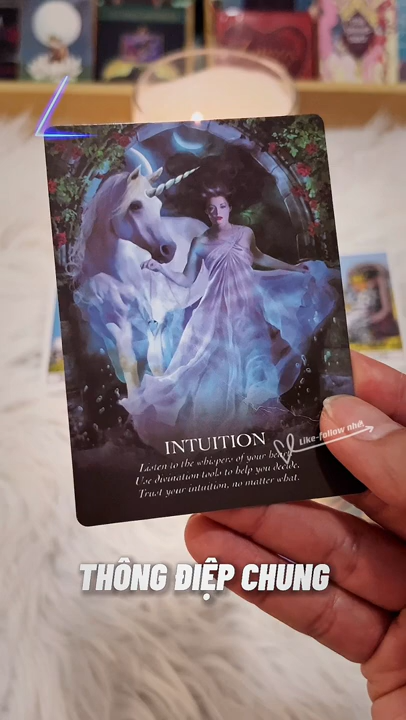 INTUITION
Listen to the whispers of your heart.
Use divination tools to help you decide.
Trust your intuition, no matter what.
Like-follow nhé
THÔNG ĐIỆP CHUNG